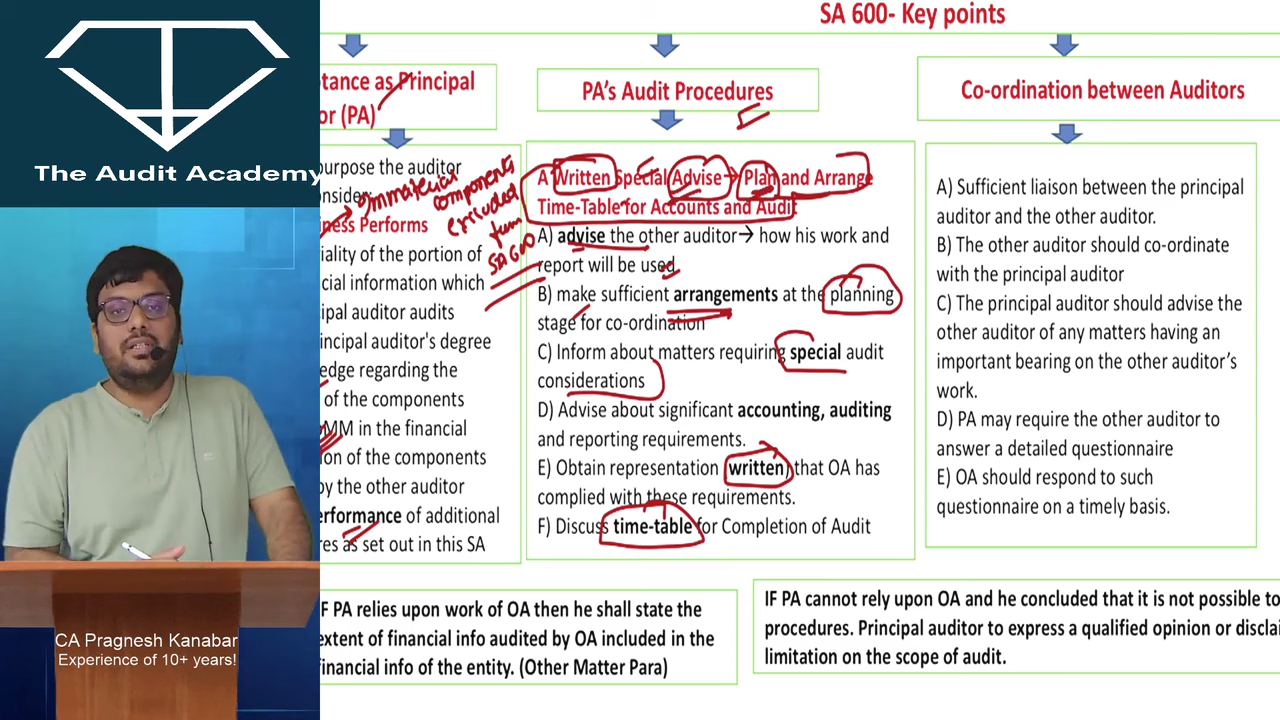 SA 600- Key points
The Audit Academy
tance as Principal
or (PA)
urpose the auditor
onsider
iness Performs
iality of the portion of
cial information which
ipal auditor audits
incipal auditor's degree
edge regarding the
of the components
MM in the financial
ion of the components
by the other auditor
erformance of additional
res as set out in this SA
immaterial
components
excluded
from
SA 600
PA's Audit Procedures
A Written Special Advise → Plan and Arrange
Time-Table for Accounts and Audit
A) advise the other auditor→ how his work and
report will be used
B) make sufficient arrangements at the planning
stage for co-ordination
C) Inform about matters requiring special audit
considerations
D) Advise about significant accounting, auditing
and reporting requirements.
E) Obtain representation (written) that OA has
complied with these requirements.
F) Discuss time-table for Completion of Audit
Co-ordination between Auditors
A) Sufficient liaison between the principal
auditor and the other auditor.
B) The other auditor should co-ordinate
with the principal auditor
C) The principal auditor should advise the
other auditor of any matters having an
important bearing on the other auditor's
work.
D) PA may require the other auditor to
answer a detailed questionnaire
E) OA should respond to such
questionnaire on a timely basis.
F PA relies upon work of OA then he shall state the
extent of financial info audited by OA included in the
financial info of the entity. (Other Matter Para)
IF PA cannot rely upon OA and he concluded that it is not possible to
procedures. Principal auditor to express a qualified opinion or disclai
limitation on the scope of audit.
CA Pragnesh Kanabar
Experience of 10+ years!